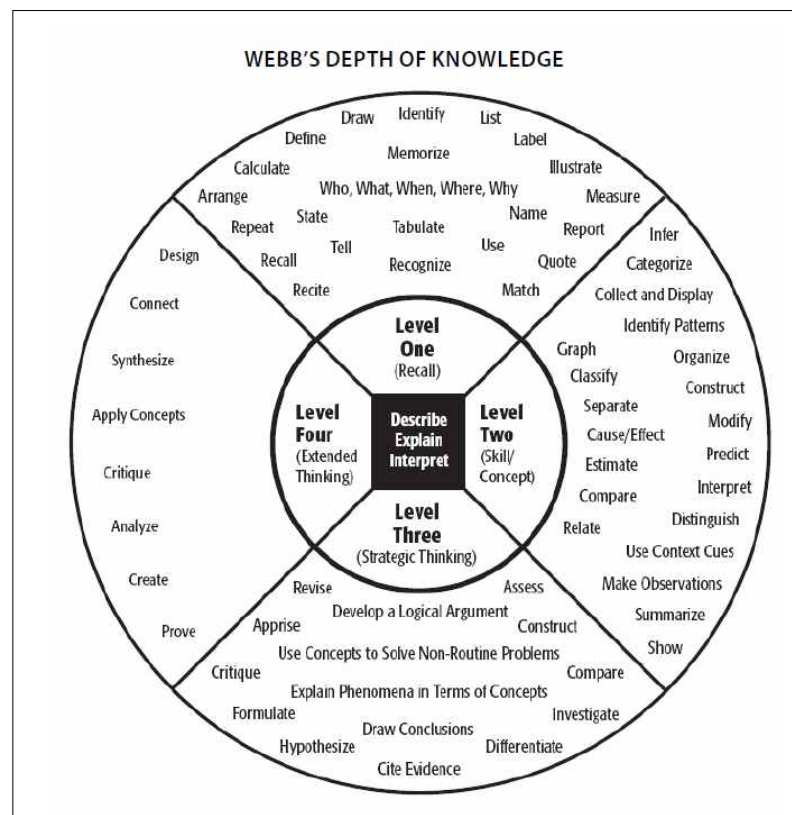 WEBB'S DEPTH OF KNOWLEDGE
Draw
Identify
List
Define
Label
Memorize
Calculate
Illustrate
Who, What, When, Where, Why
Arrange
Measure
State
Name
Repeat
Tabulate
Report
Tell
Use
Recall
Recognize
Quote
Recite
Match
Level
One
(Recall)
Infer
Categorize
Collect and Display
Identify Patterns
Graph
Organize
Classify
Construct
Separate
Modify
Cause/Effect
Predict
Estimate
Interpret
Compare
Distinguish
Relate
Use Context Cues
Make Observations
Summarize
Show
Level
Two
(Skill/
Concept)
Describe
Explain
Interpret
Level
Four
(Extended
Thinking)
Design
Connect
Synthesize
Apply Concepts
Critique
Analyze
Create
Prove
Level
Three
(Strategic Thinking)
Revise
Assess
Develop a Logical Argument
Apprise
Construct
Use Concepts to Solve Non-Routine Problems
Critique
Compare
Explain Phenomena in Terms of Concepts
Formulate
Investigate
Draw Conclusions
Hypothesize
Differentiate
Cite Evidence